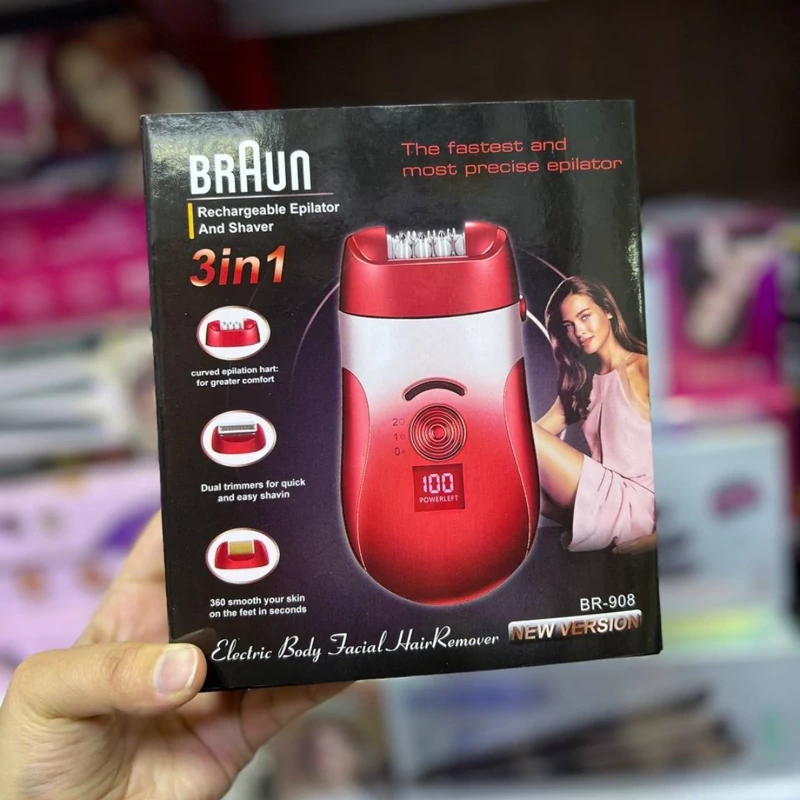 BRAUN
The fastest and
most precise epilator
Rechargeable Epilator
And Shaver
3in1
curved epilation hart:
for greater comfort
Dual trimmers for quick
and easy shavin
360 smooth your skin
on the feet in seconds
2
1
0
100
POWERLEFT
BR-908
NEW VERSION
Electric Body Facial HairRemover